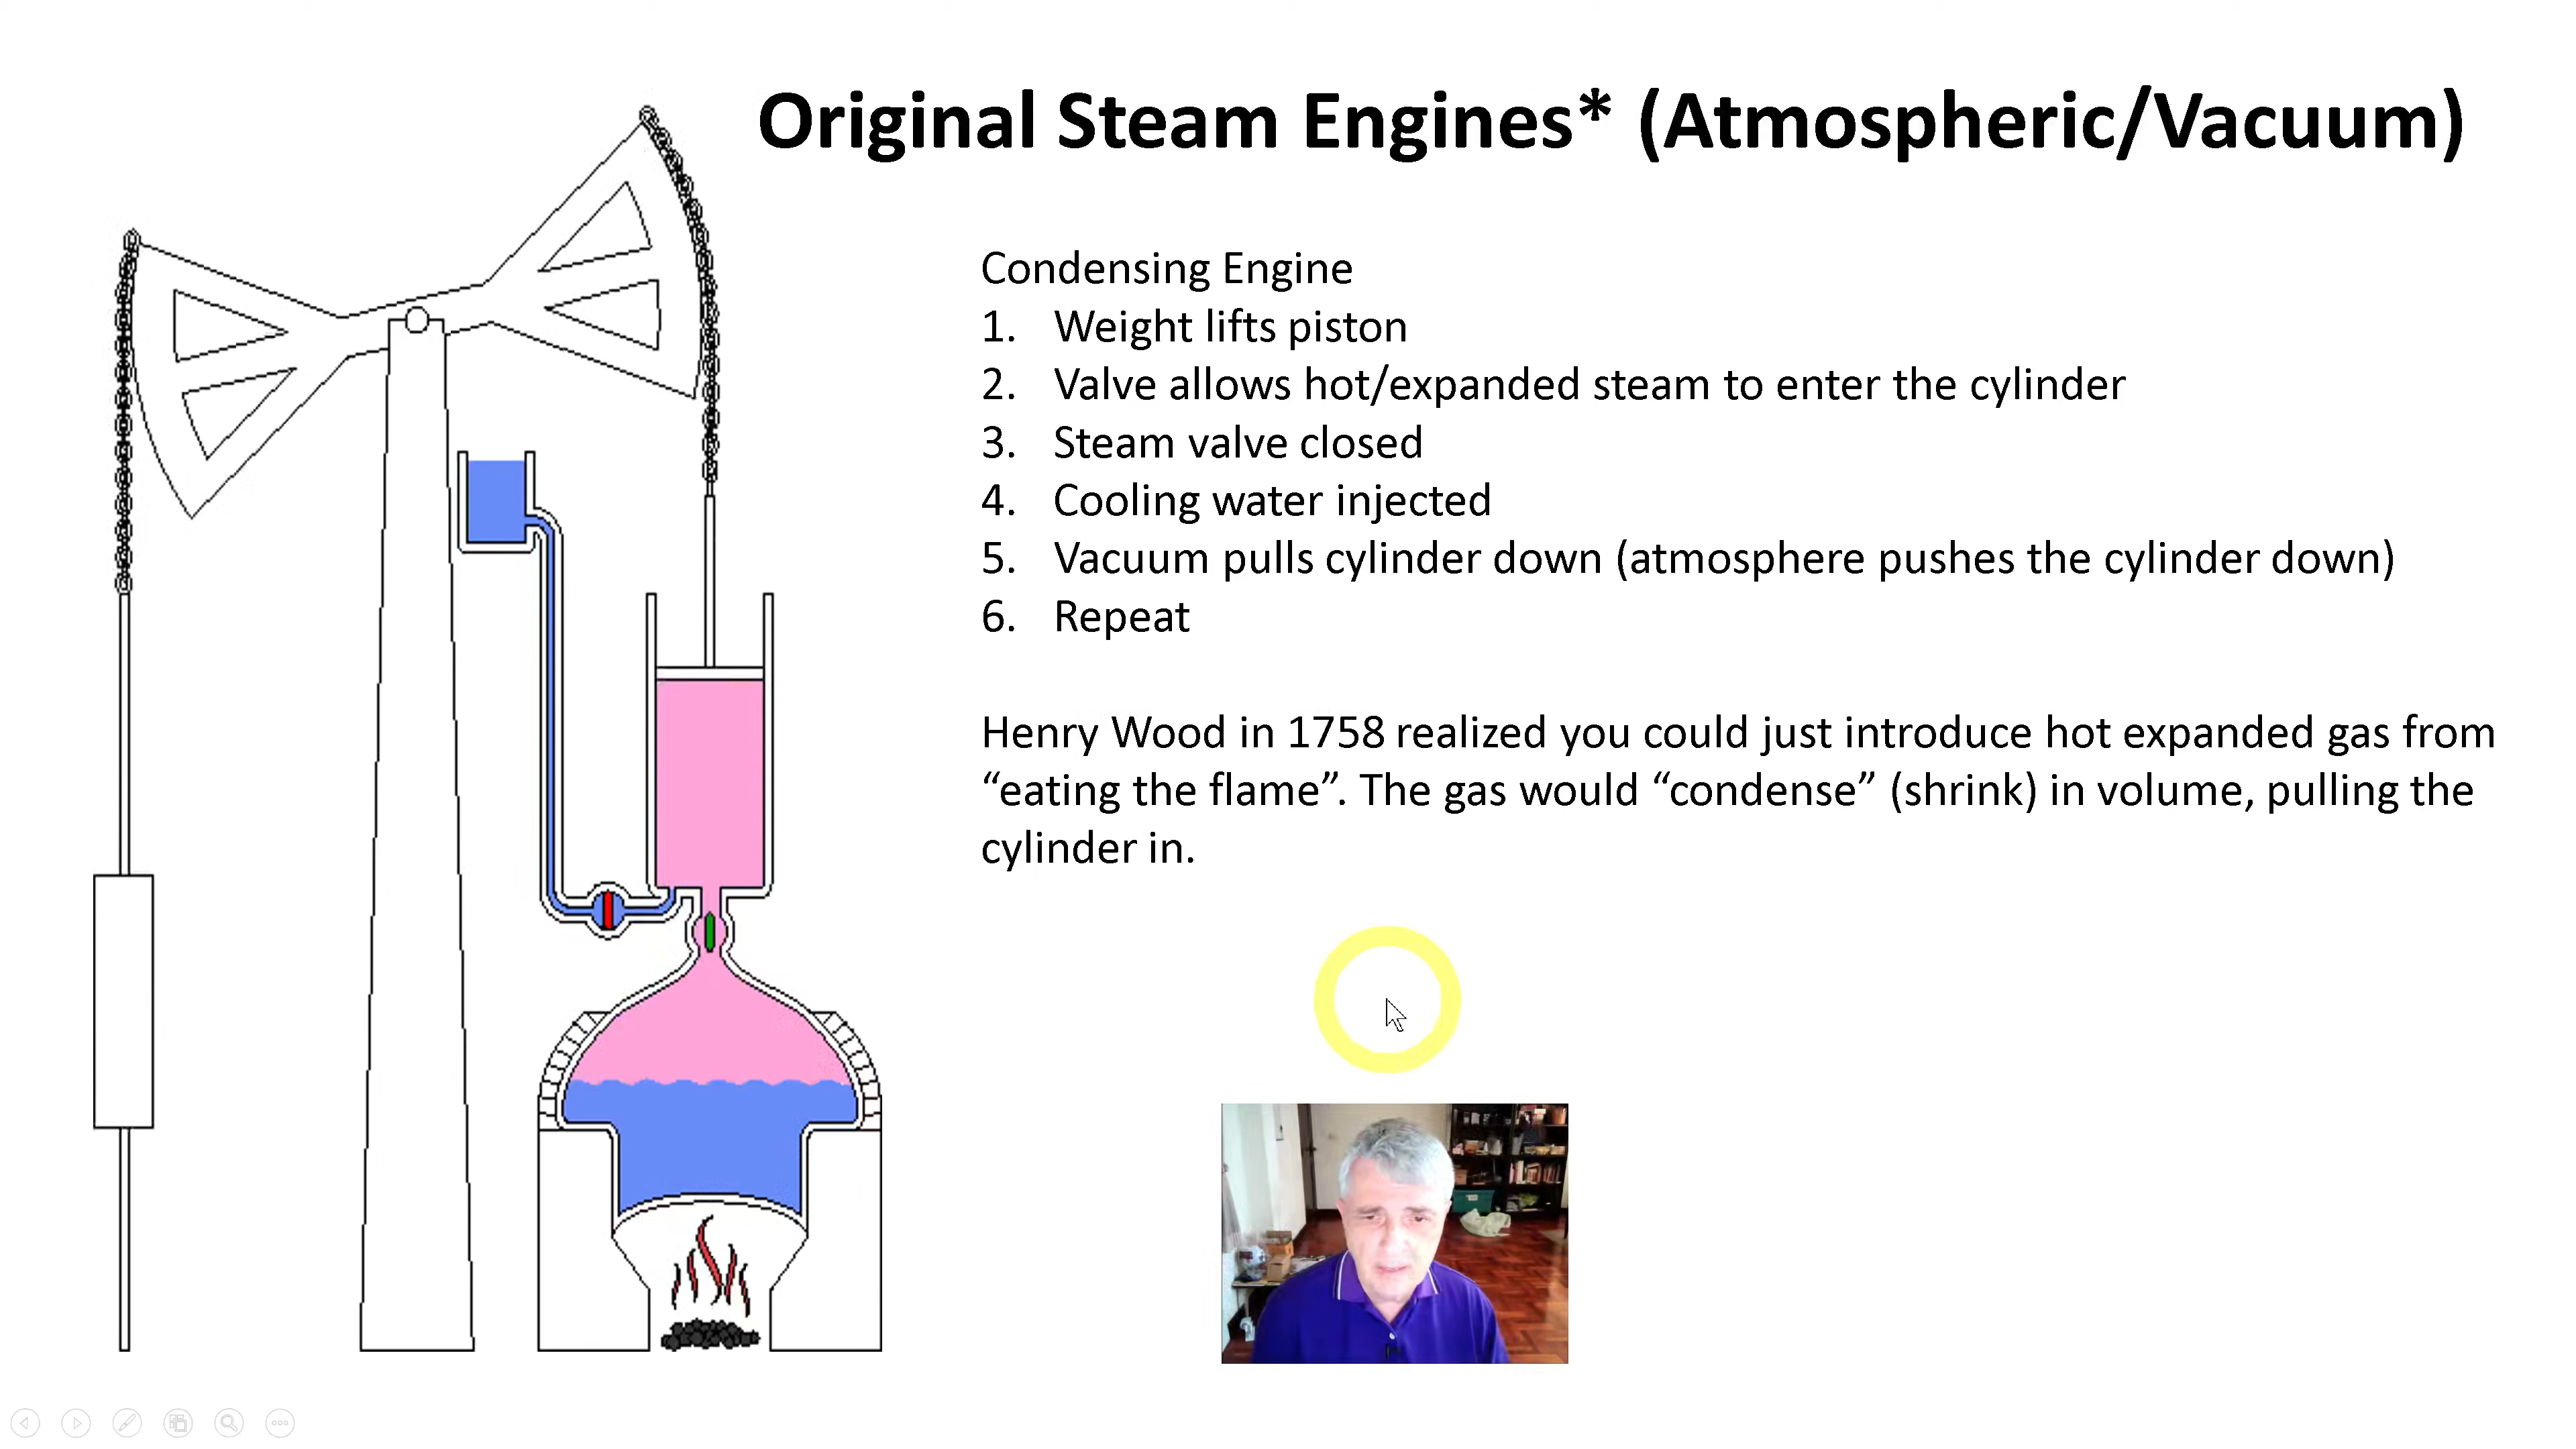 Original Steam Engines* (Atmospheric/Vacuum)
Condensing Engine
1. Weight lifts piston
2. Valve allows hot/expanded steam to enter the cylinder
3. Steam valve closed
4. Cooling water injected
5. Vacuum pulls cylinder down (atmosphere pushes the cylinder down)
6. Repeat
Henry Wood in 1758 realized you could just introduce hot expanded gas from
“eating the flame”. The gas would “condense” (shrink) in volume, pulling the
cylinder in.